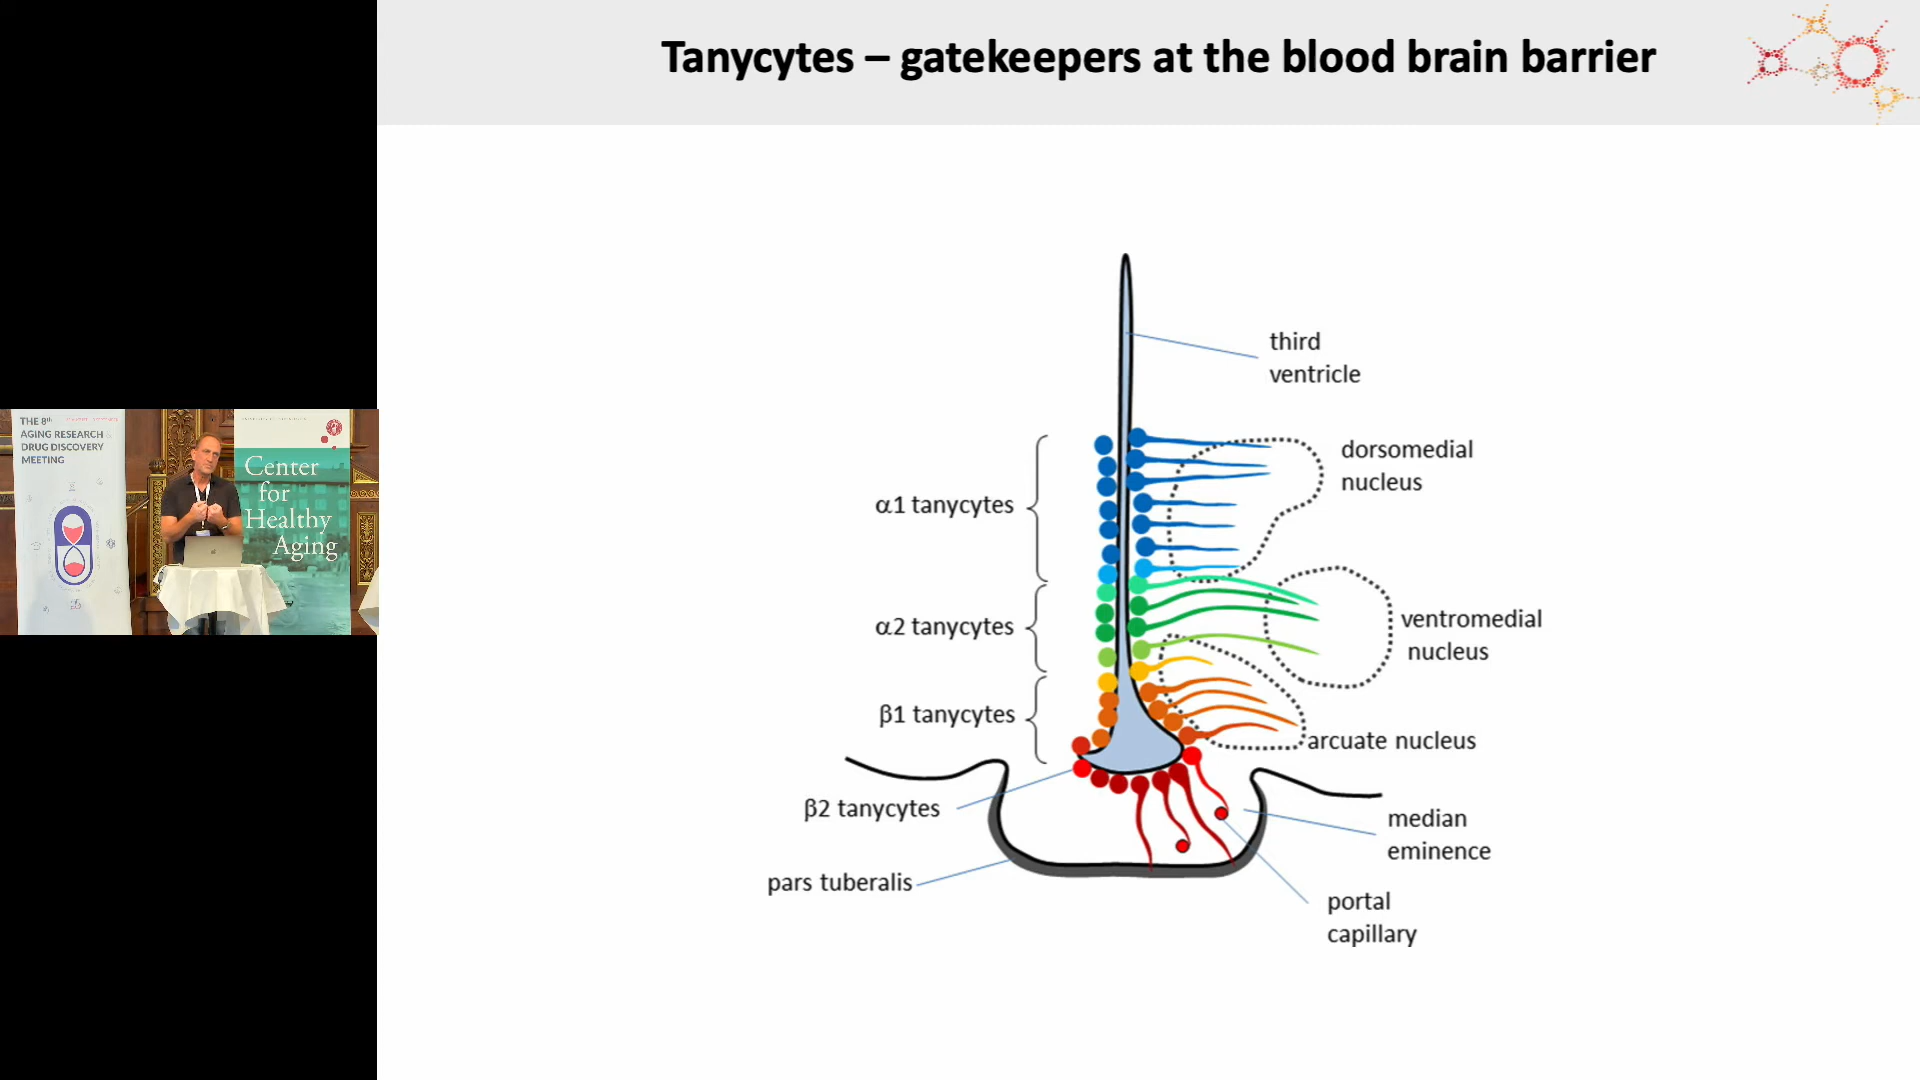 Tanycytes – gatekeepers at the blood brain barrier
third
ventricle
dorsomedial
nucleus
α1 tanycytes
α2 tanycytes
ventromedial
nucleus
β1 tanycytes
arcuate nucleus
β2 tanycytes
median
eminence
pars tuberalis
portal
capillary
THE 8th
AGING RESEARCH
DRUG DISCOVERY
MEETING
Center
for
Healthy
Aging